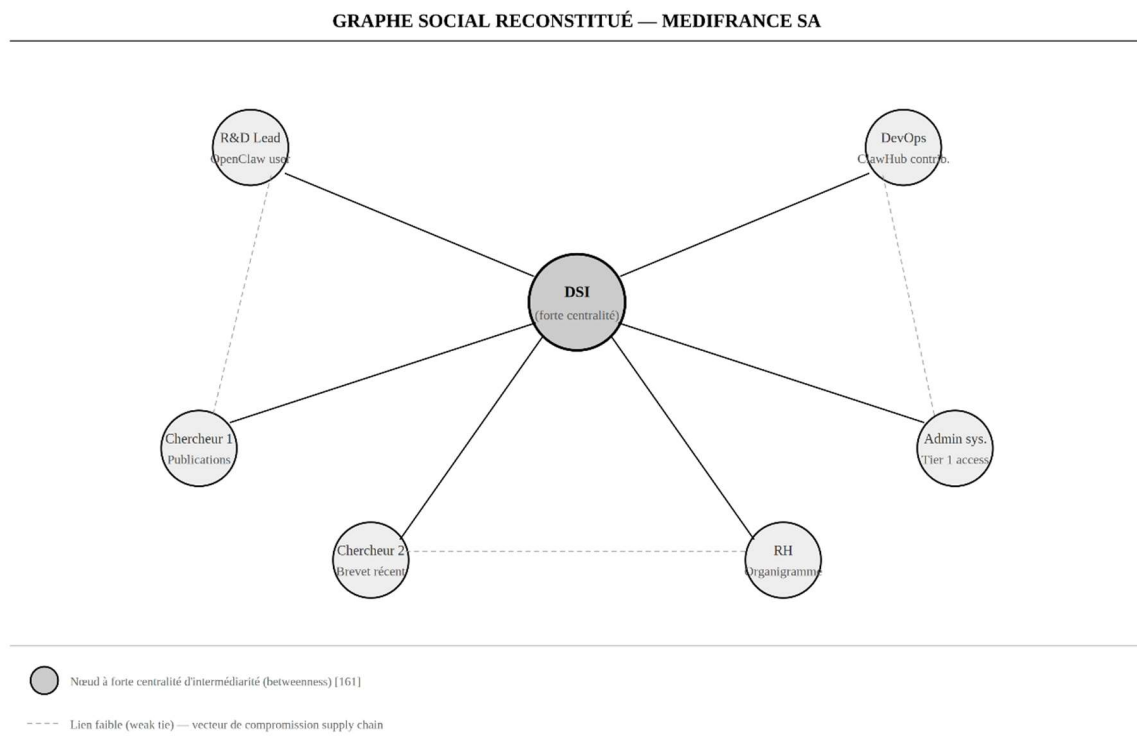 GRAPHE SOCIAL RECONSTITUÉ — MEDIFRANCE SA
R&D Lead
OpenClaw user
DevOps
ClawHub contrib.
DSI
(forte centralité)
Chercheur 1
Publications
Admin sys.
Tier 1 access
Chercheur 2
Brevet récent
RH
Organigramme
Nœud à forte centralité d'intermédiarité (betweenness) [161]
Lien faible (weak tie) — vecteur de compromission supply chain